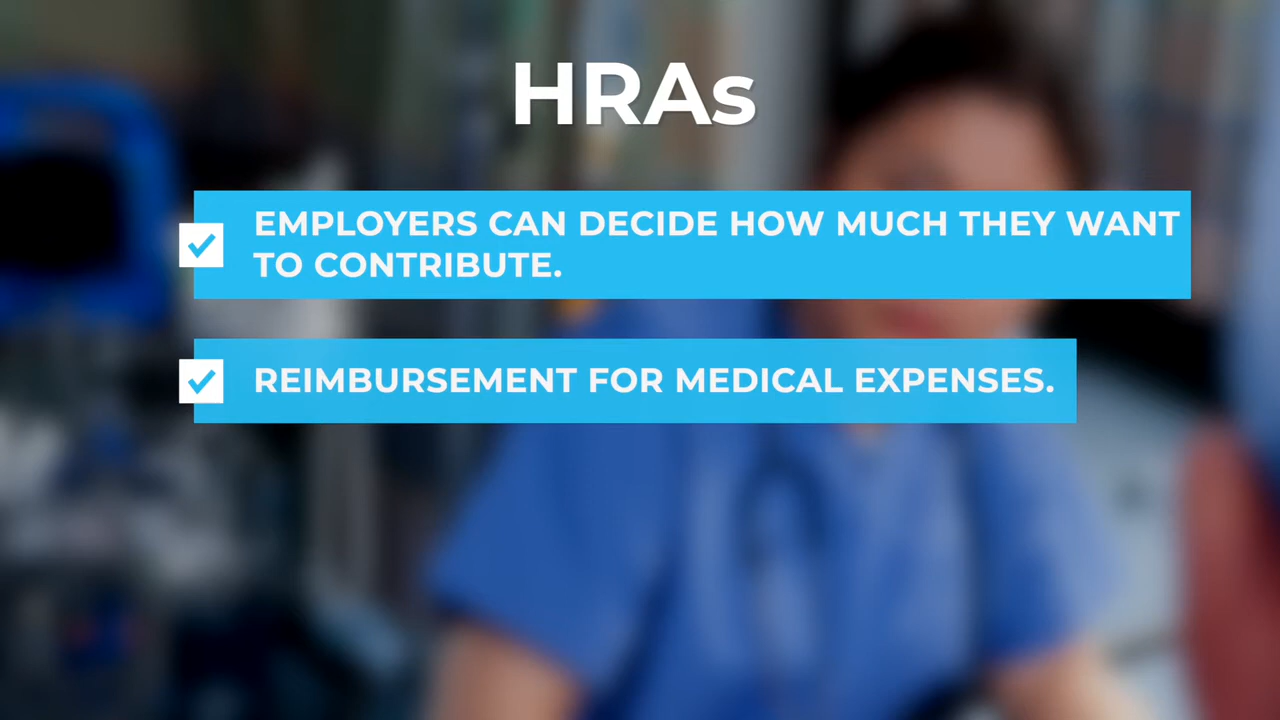 HRAs
EMPLOYERS CAN DECIDE HOW MUCH THEY WANT
TO CONTRIBUTE.
REIMBURSEMENT FOR MEDICAL EXPENSES.